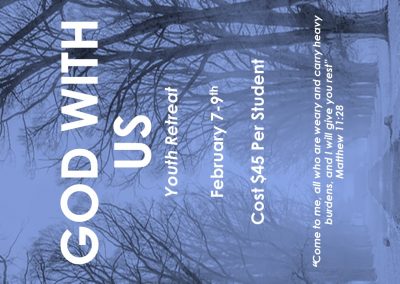 GOD WITH
US
Youth Retreat
February 7-9th
Cost $45 Per Student
“Come to me, all who are weary and carry heavy
burdens, and I will give you rest”
Matthew 11:28